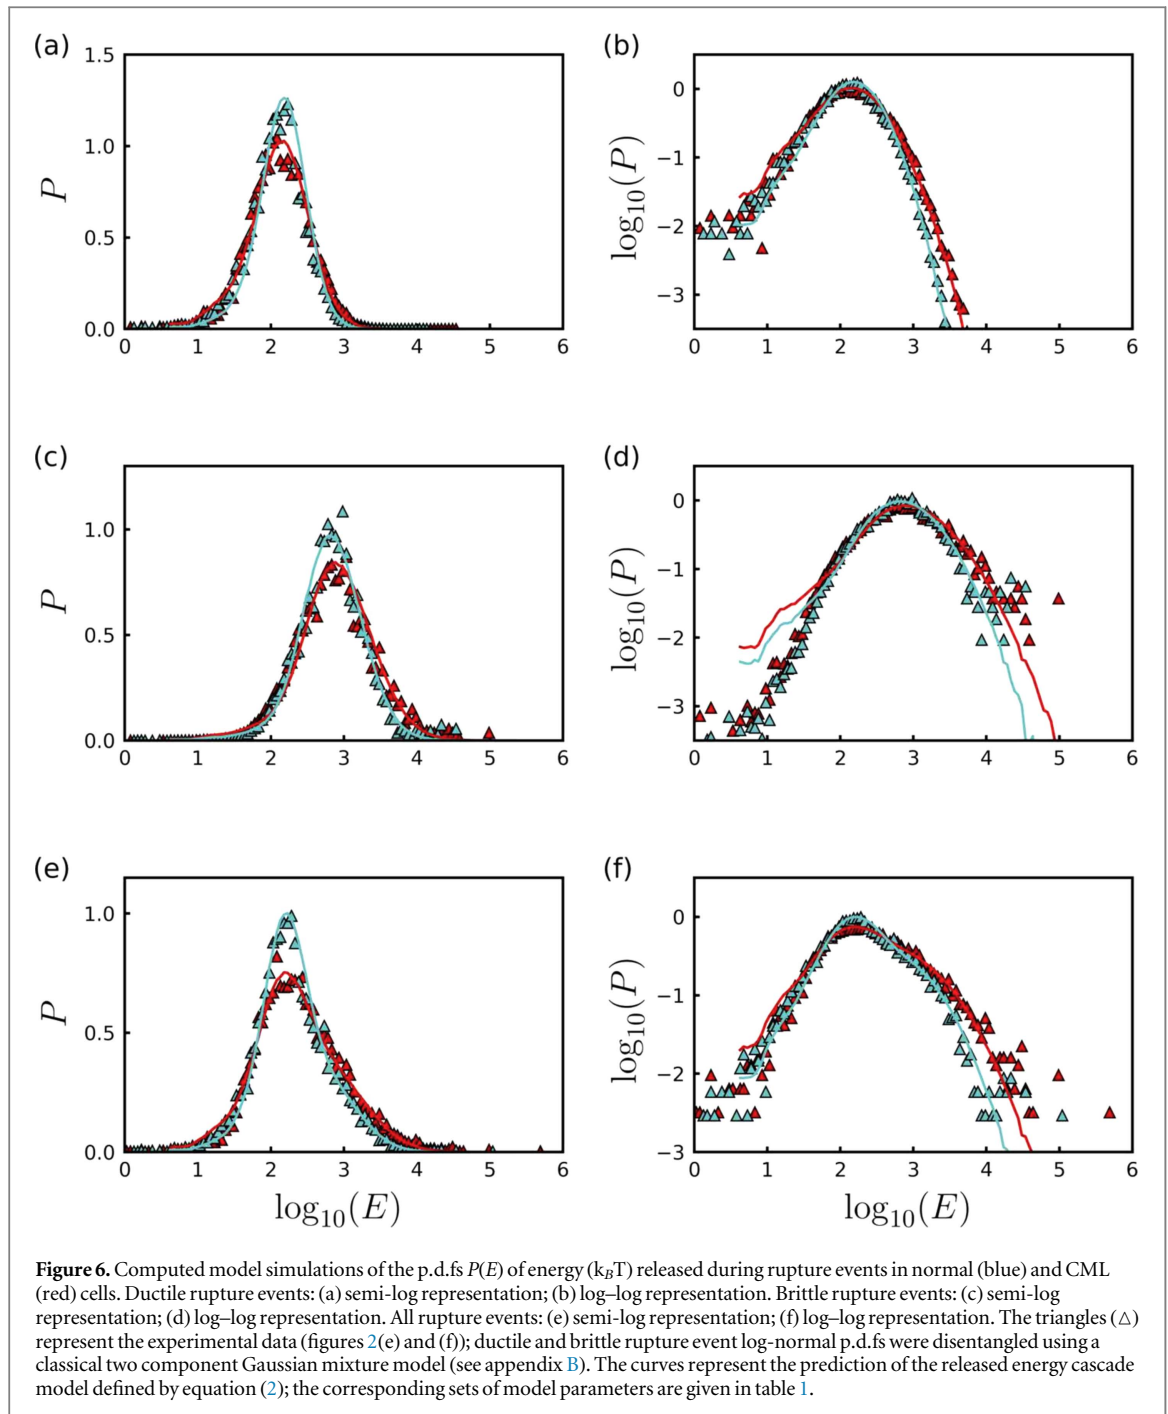 (a)
(b)
1.5
1.0
0.5
0.0
P
0 1 2 3 4 5 6
0
−1
−2
−3
log10(P)
0 1 2 3 4 5 6
(c)
(d)
1.0
0.5
0.0
P
0 1 2 3 4 5 6
0
−1
−2
−3
log10(P)
0 1 2 3 4 5 6
(e)
(f)
1.0
0.5
0.0
P
0 1 2 3 4 5 6
log10(E)
0
−1
−2
−3
log10(P)
0 1 2 3 4 5 6
log10(E)
Figure 6. Computed model simulations of the p.d.fs P(E) of energy (kBT) released during rupture events in normal (blue) and CML
(red) cells. Ductile rupture events: (a) semi-log representation; (b) log–log representation. Brittle rupture events: (c) semi-log
representation; (d) log–log representation. All rupture events: (e) semi-log representation; (f) log–log representation. The triangles (△)
represent the experimental data (figures 2(e) and (f)); ductile and brittle rupture event log-normal p.d.fs were disentangled using a
classical two component Gaussian mixture model (see appendix B). The curves represent the prediction of the released energy cascade
model defined by equation (2); the corresponding sets of model parameters are given in table 1.